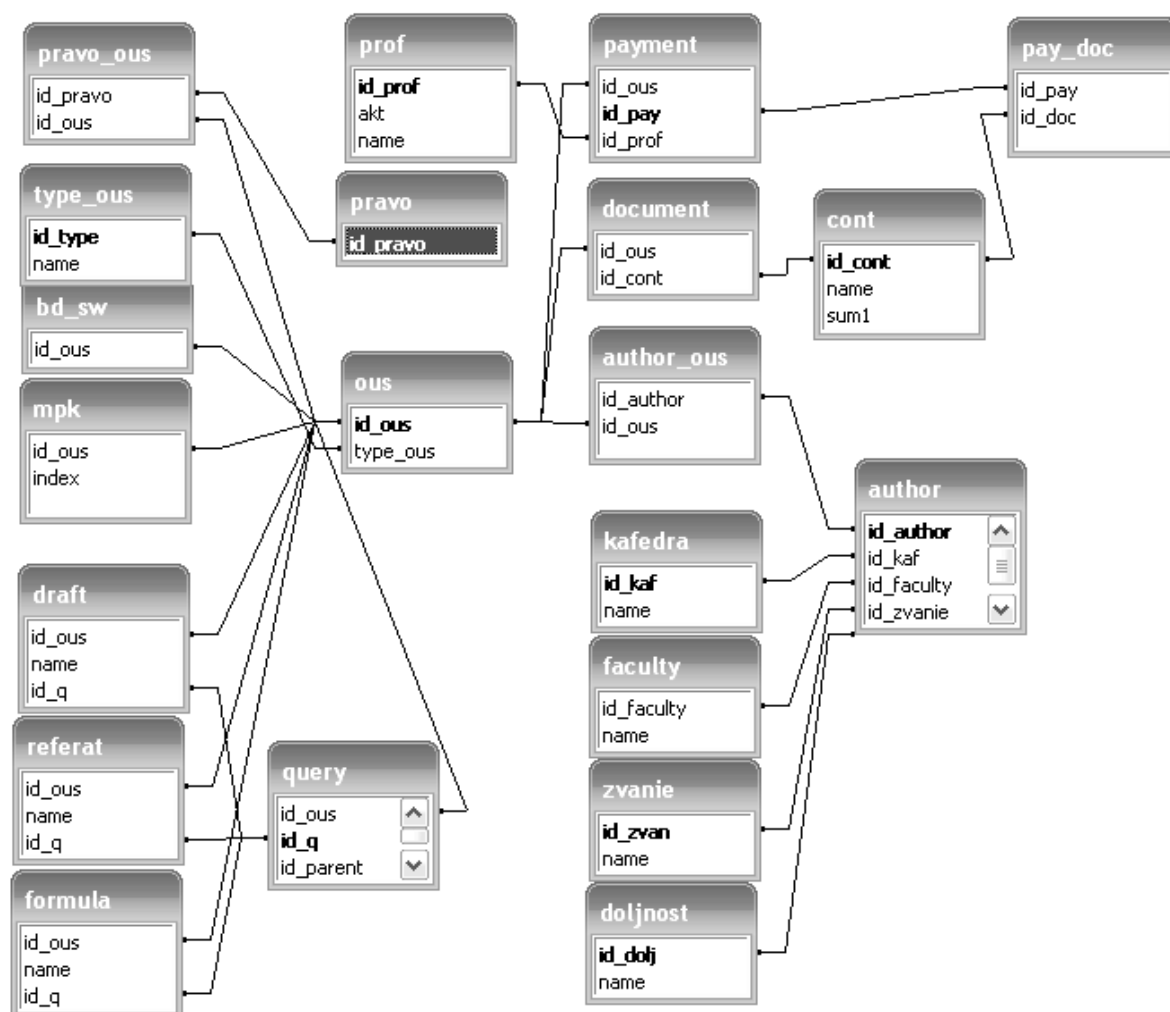 pravo_ous
id_pravo
id_ous
prof
id_prof
akt
name
payment
id_ous
id_pay
id_prof
pay_doc
id_pay
id_doc
type_ous
id_type
name
pravo
id_pravo
document
id_ous
id_cont
cont
id_cont
name
sum1
bd_sw
id_ous
mpk
id_ous
index
ous
id_ous
type_ous
author_ous
id_author
id_ous
author
id_author
id_kaf
id_faculty
id_zvanie
kafedra
id_kaf
name
draft
id_ous
name
id_q
faculty
id_faculty
name
referat
id_ous
name
id_q
query
id_ous
id_q
id_parent
zvanie
id_zvan
name
formula
id_ous
name
id_q
doljnost
id_dolj
name